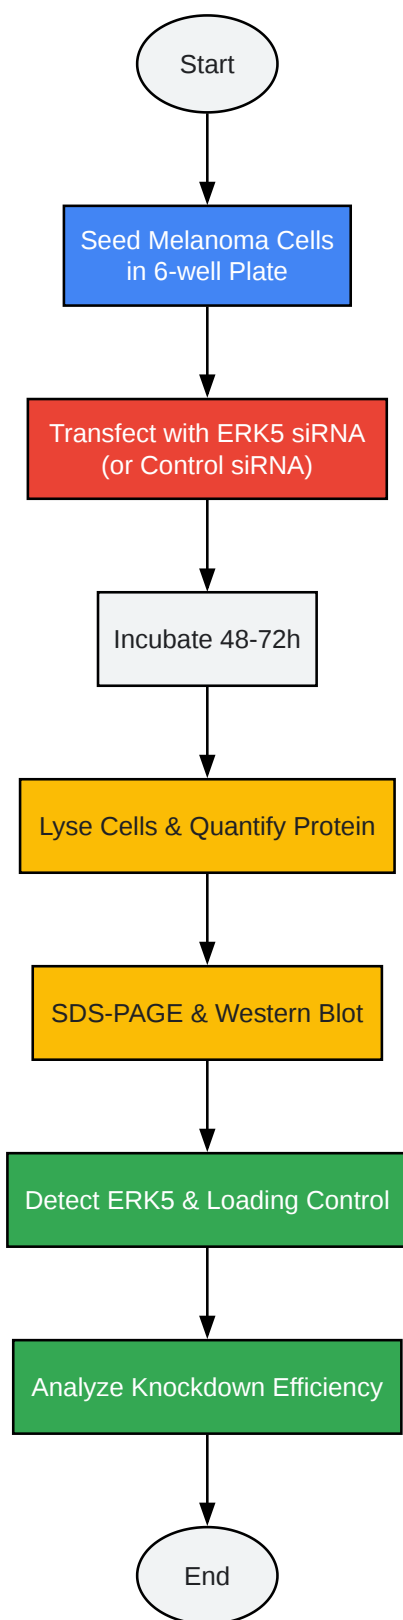 Start
Seed Melanoma Cells
in 6-well Plate
Transfect with ERK5 siRNA
(or Control siRNA)
Incubate 48-72h
Lyse Cells & Quantify Protein
SDS-PAGE & Western Blot
Detect ERK5 & Loading Control
Analyze Knockdown Efficiency
End